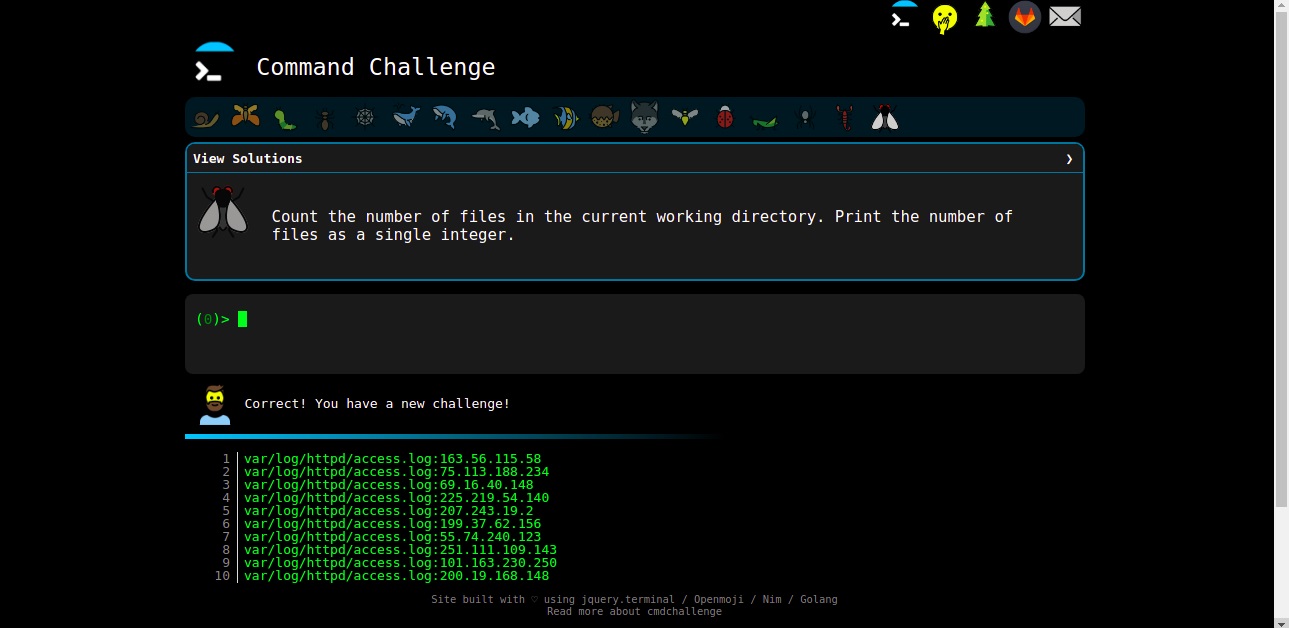 Command Challenge
View Solutions ❯
Count the number of files in the current working directory. Print the number of
files as a single integer.
(0)>
Correct! You have a new challenge!
1 var/log/httpd/access.log:163.56.115.58
2 var/log/httpd/access.log:75.113.188.234
3 var/log/httpd/access.log:69.16.40.148
4 var/log/httpd/access.log:225.219.54.140
5 var/log/httpd/access.log:207.243.19.2
6 var/log/httpd/access.log:199.37.62.156
7 var/log/httpd/access.log:55.74.240.123
8 var/log/httpd/access.log:251.111.109.143
9 var/log/httpd/access.log:101.163.230.250
10 var/log/httpd/access.log:200.19.168.148
Site built with ♡ using jquery.terminal / Openmoji / Nim / Golang
Read more about cmdchallenge